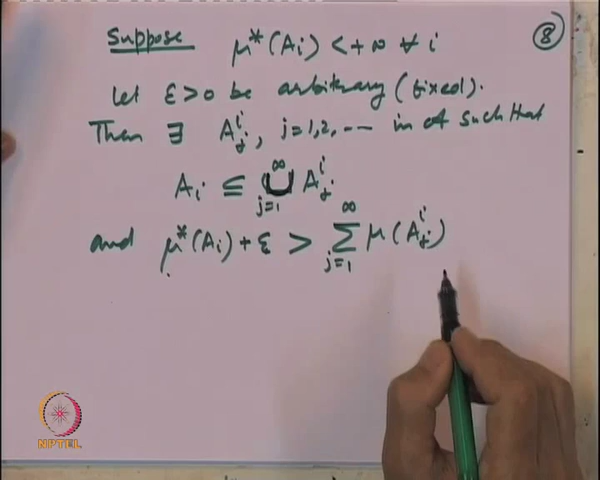 ⑧
Suppose μ*(Aᵢ) < +∞ ∀ i
Let ε>0 be arbitrary (fixed).
Then ∃ Aⱼⁱ, j=1,2,--- in A such that
Aᵢ ⊆ ⋃_{j=1}^{∞} Aⱼⁱ
and μ*(Aᵢ)+ε > ∑_{j=1}^{∞} μ(Aⱼⁱ)
NPTEL